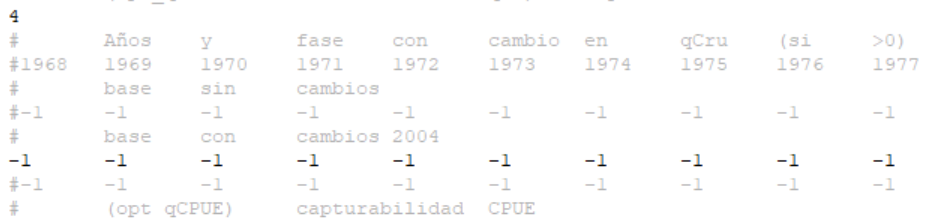 4
# Años y fase con cambio en qCru (si >0)
#1968 1969 1970 1971 1972 1973 1974 1975 1976 1977
# base sin cambios
#-1 -1 -1 -1 -1 -1 -1 -1 -1 -1
# base con cambios 2004
-1 -1 -1 -1 -1 -1 -1 -1 -1 -1
#-1 -1 -1 -1 -1 -1 -1 -1 -1 -1
# (opt qCPUE) capturabilidad CPUE